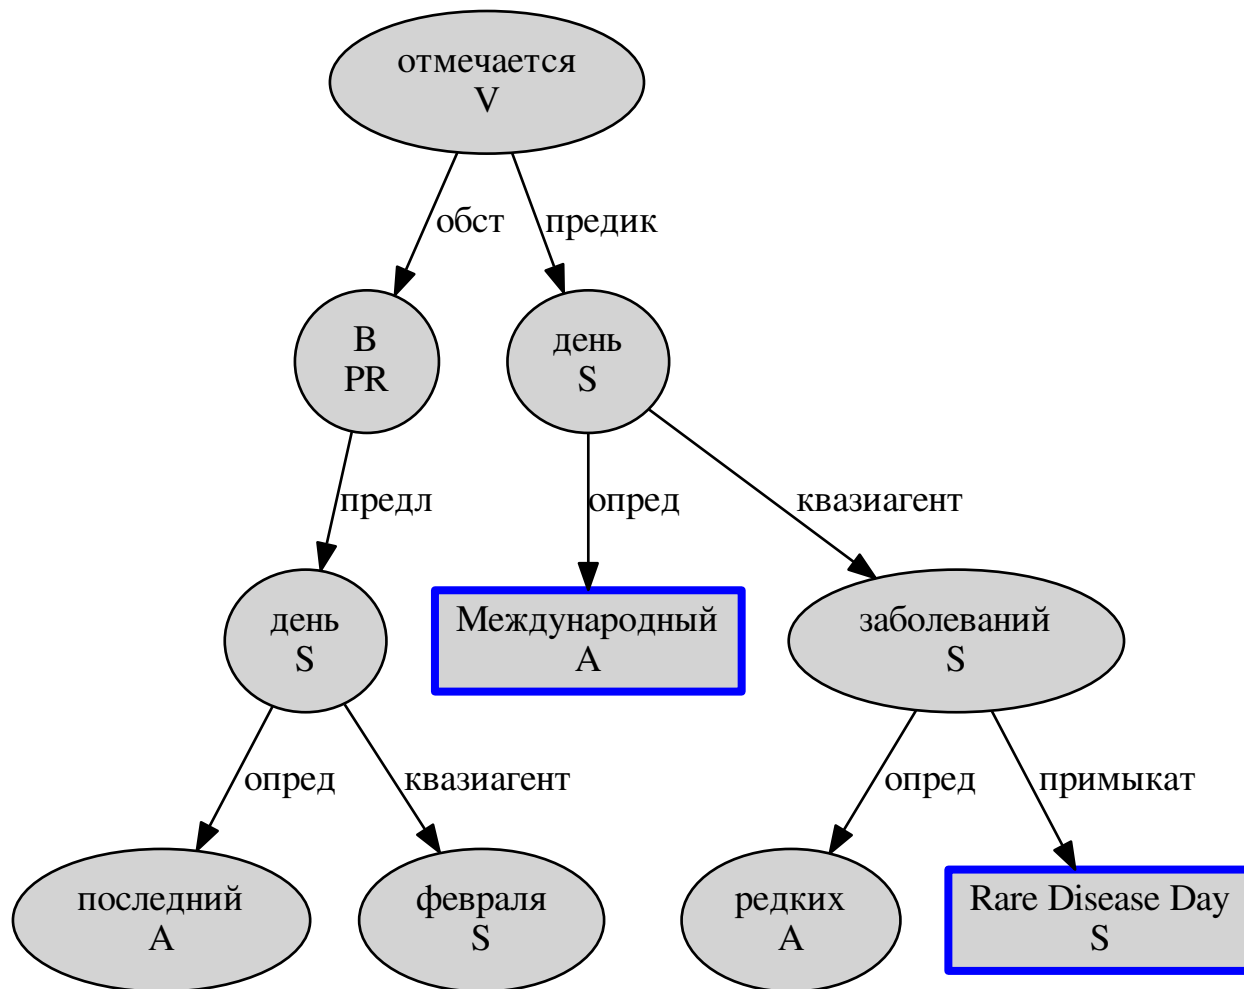 отмечается
V
обст
предик
В
PR
день
S
предл
опред
квазиагент
день
S
Международный
A
заболеваний
S
опред
квазиагент
опред
примыкат
последний
A
февраля
S
редких
A
Rare Disease Day
S